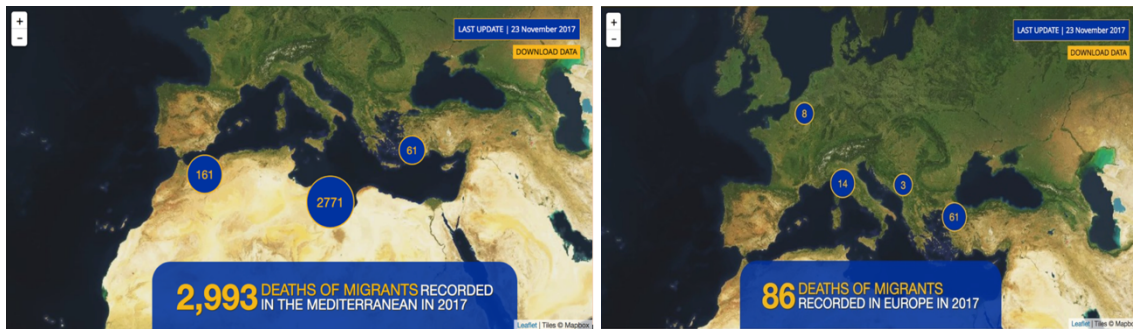 +
−
LAST UPDATE | 23 November 2017
DOWNLOAD DATA
61
161
2771
2,993 DEATHS OF MIGRANTS RECORDED
IN THE MEDITERRANEAN IN 2017
Leaflet | Tiles © Mapbox
+
−
LAST UPDATE | 23 November 2017
DOWNLOAD DATA
8
14
3
61
86 DEATHS OF MIGRANTS
RECORDED IN EUROPE IN 2017
Leaflet | Tiles © Mapbox